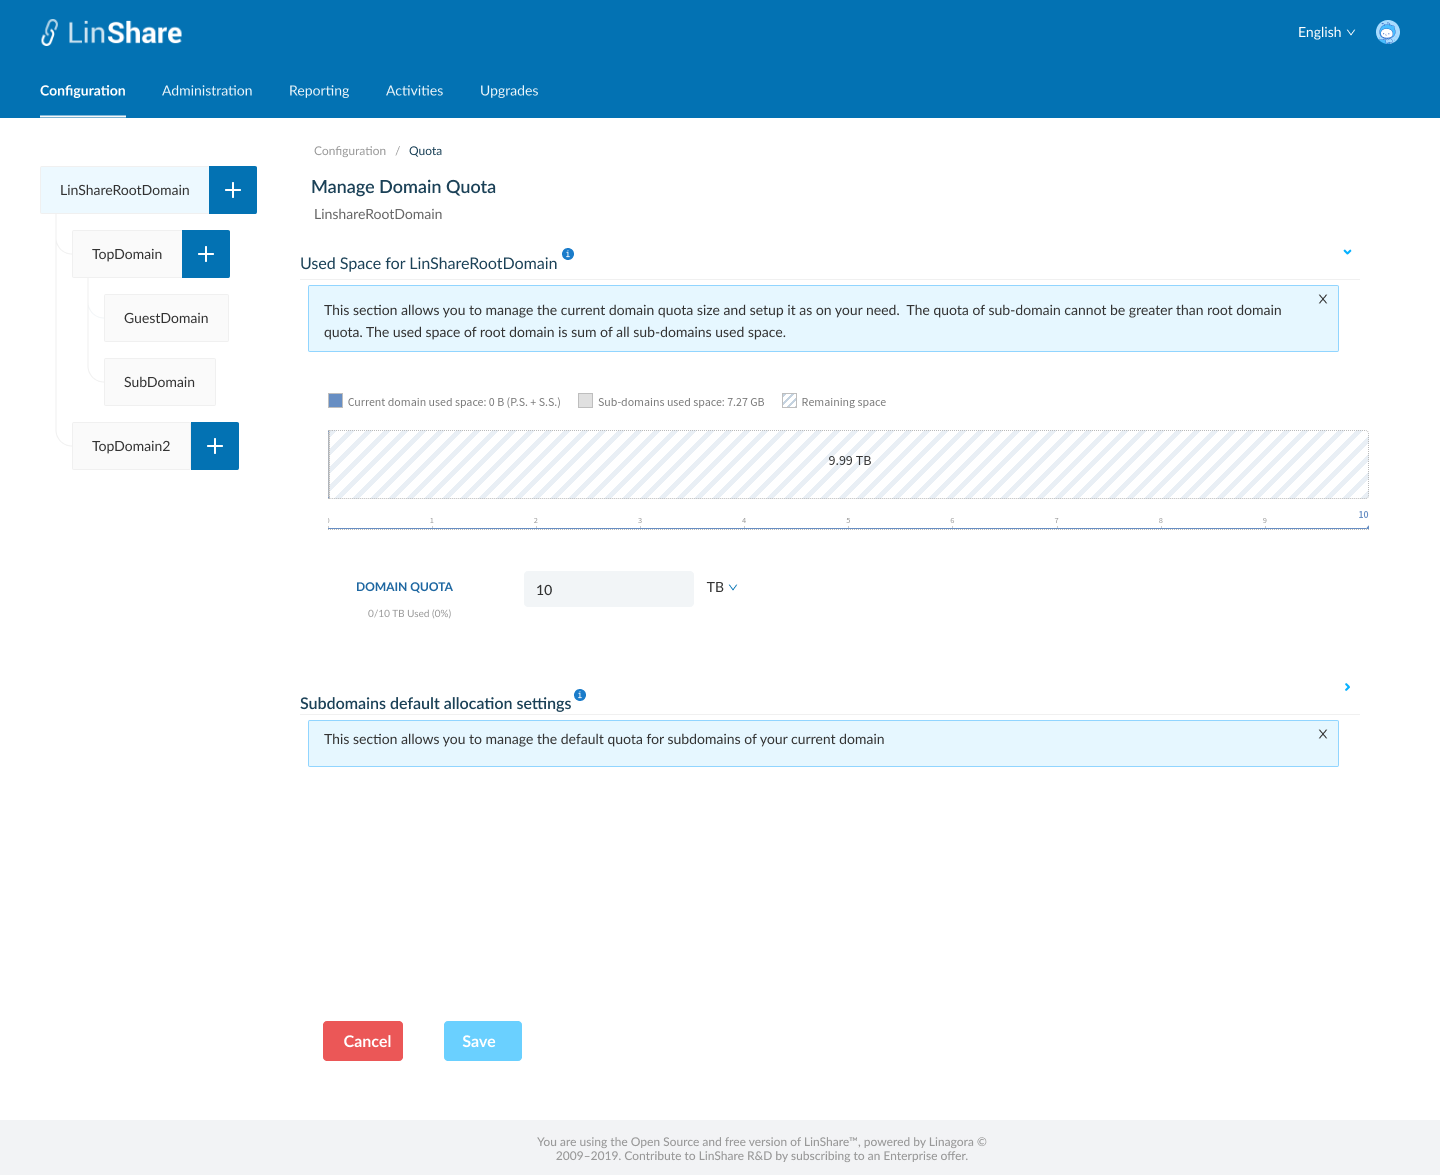 LinShare
English
Configuration
Administration
Reporting
Activities
Upgrades
Configuration / Quota
LinShareRootDomain
TopDomain
GuestDomain
SubDomain
TopDomain2
Manage Domain Quota
LinshareRootDomain
Used Space for LinShareRootDomain
i
This section allows you to manage the current domain quota size and setup it as on your need.  The quota of sub-domain cannot be greater than root domain
quota. The used space of root domain is sum of all sub-domains used space.
X
Current domain used space: 0 B (P.S. + S.S.)
Sub-domains used space: 7.27 GB
Remaining space
9.99 TB
1 2 3 4 5 6 7 8 9 10
DOMAIN QUOTA
10
TB
0/10 TB Used (0%)
Subdomains default allocation settings
i
This section allows you to manage the default quota for subdomains of your current domain
X
Cancel
Save
You are using the Open Source and free version of LinShare™, powered by Linagora ©
2009–2019. Contribute to LinShare R&D by subscribing to an Enterprise offer.